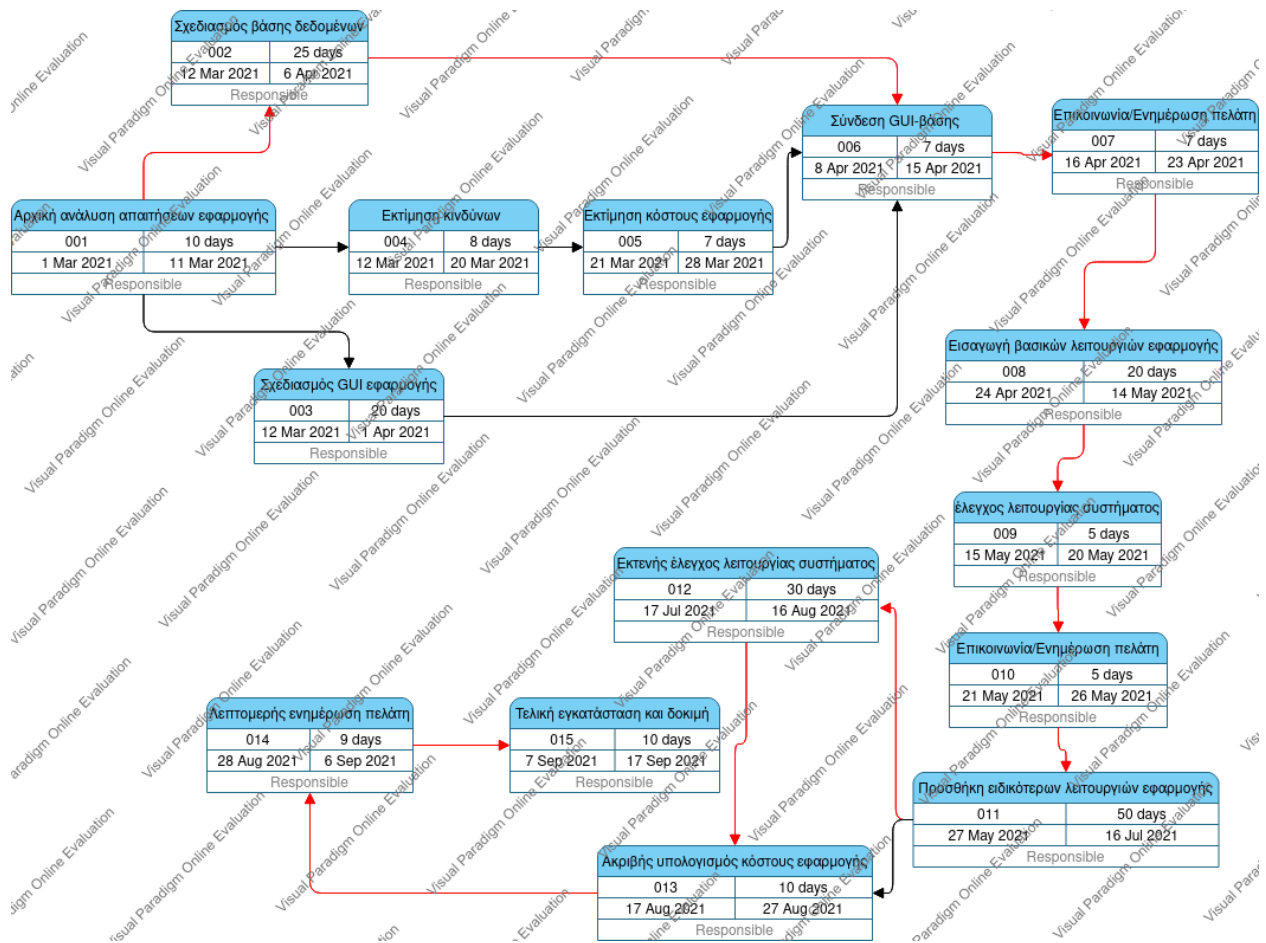 Σχεδιασμός βάσης δεδομένων
002 25 days
12 Mar 2021 6 Apr 2021
Responsible
Σύνδεση GUI-βάσης
006 7 days
8 Apr 2021 15 Apr 2021
Responsible
Επικοινωνία/Ενημέρωση πελάτη
007 7 days
16 Apr 2021 23 Apr 2021
Responsible
Αρχική ανάλυση απαιτήσεων εφαρμογής
001 10 days
1 Mar 2021 11 Mar 2021
Responsible
Εκτίμηση κινδύνων
004 8 days
12 Mar 2021 20 Mar 2021
Responsible
Εκτίμηση κόστους εφαρμογής
005 7 days
21 Mar 2021 28 Mar 2021
Responsible
Σχεδιασμός GUI εφαρμογής
003 20 days
12 Mar 2021 1 Apr 2021
Responsible
Εισαγωγή βασικών λειτουργιών εφαρμογής
008 20 days
24 Apr 2021 14 May 2021
Responsible
έλεγχος λειτουργίας συστήματος
009 5 days
15 May 2021 20 May 2021
Responsible
Εκτενής έλεγχος λειτουργίας συστήματος
012 30 days
17 Jul 2021 16 Aug 2021
Responsible
Επικοινωνία/Ενημέρωση πελάτη
010 5 days
21 May 2021 26 May 2021
Responsible
Λεπτομερής ενημέρωση πελάτη
014 9 days
28 Aug 2021 6 Sep 2021
Responsible
Τελική εγκατάσταση και δοκιμή
015 10 days
7 Sep 2021 17 Sep 2021
Responsible
Προσθήκη ειδικότερων λειτουργιών εφαρμογής
011 50 days
27 May 2021 16 Jul 2021
Responsible
Ακριβής υπολογισμός κόστους εφαρμογής
013 10 days
17 Aug 2021 27 Aug 2021
Responsible
Visual Paradigm Online Evaluation